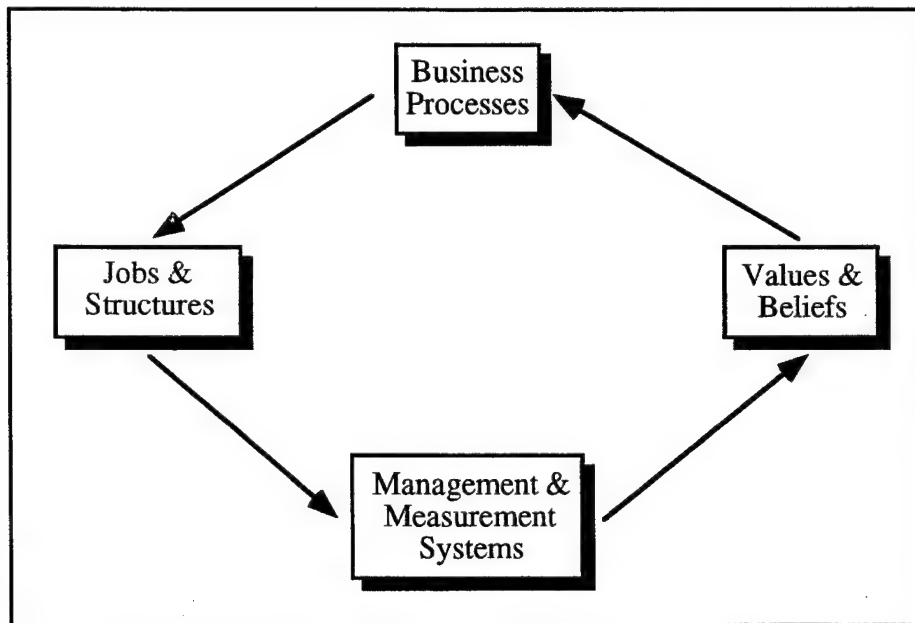 Business
Processes
Jobs &
Structures
Values &
Beliefs
Management &
Measurement
Systems